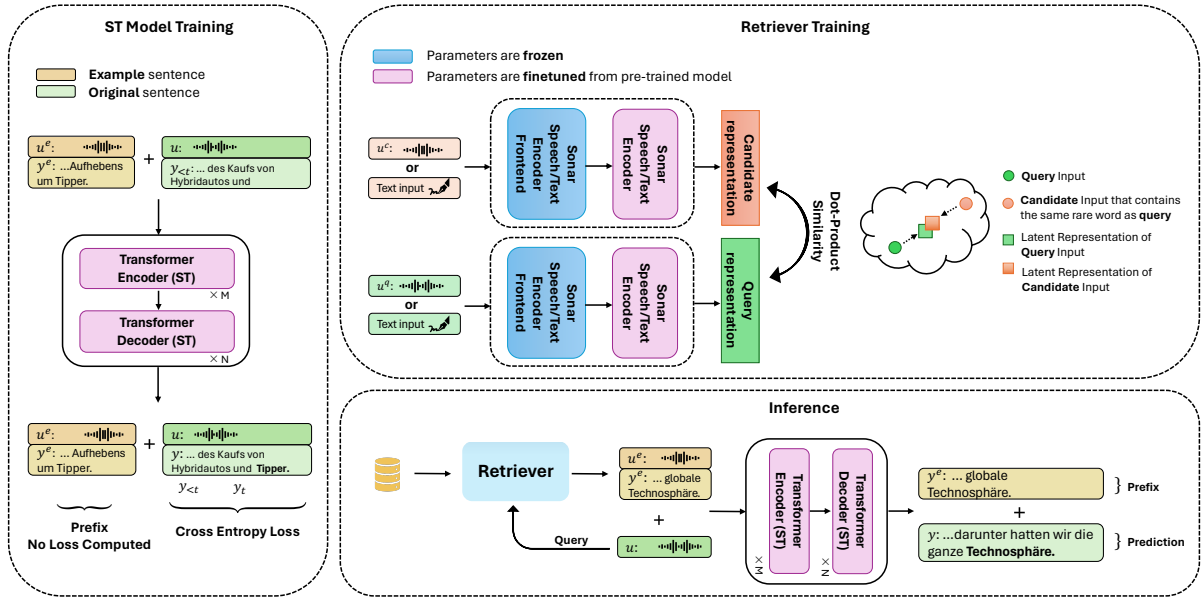 ST Model Training
Example sentence
Original sentence
u^e:
y^e: ...Aufhebens
um Tipper.
+
u:
y_{<t}: ... des Kaufs von
Hybridautos und
Transformer
Encoder (ST)
× M
Transformer
Decoder (ST)
× N
u^e:
y^e: ... Aufhebens
um Tipper.
+
u:
y: ... des Kaufs von
Hybridautos und Tipper.
y_{<t}
y_t
Prefix
No Loss Computed
Cross Entropy Loss
Retriever Training
Parameters are frozen
Parameters are finetuned from pre-trained model
u^c:
or
Text input
Sonar
Speech/Text
Encoder
Frontend
Sonar
Speech/Text
Encoder
Candidate
representation
u^q:
or
Text input
Sonar
Speech/Text
Encoder
Frontend
Sonar
Speech/Text
Encoder
Query
representation
Dot-Product
Similarity
Query Input
Candidate Input that contains
the same rare word as query
Latent Representation of
Query Input
Latent Representation of
Candidate Input
Inference
Retriever
Query
u^e:
y^e: ... globale
Technosphäre.
+
u:
Transformer
Encoder (ST)
× M
Transformer
Decoder (ST)
× N
y^e: ... globale
Technosphäre.
} Prefix
+
y: ...darunter hatten wir die
ganze Technosphäre.
} Prediction